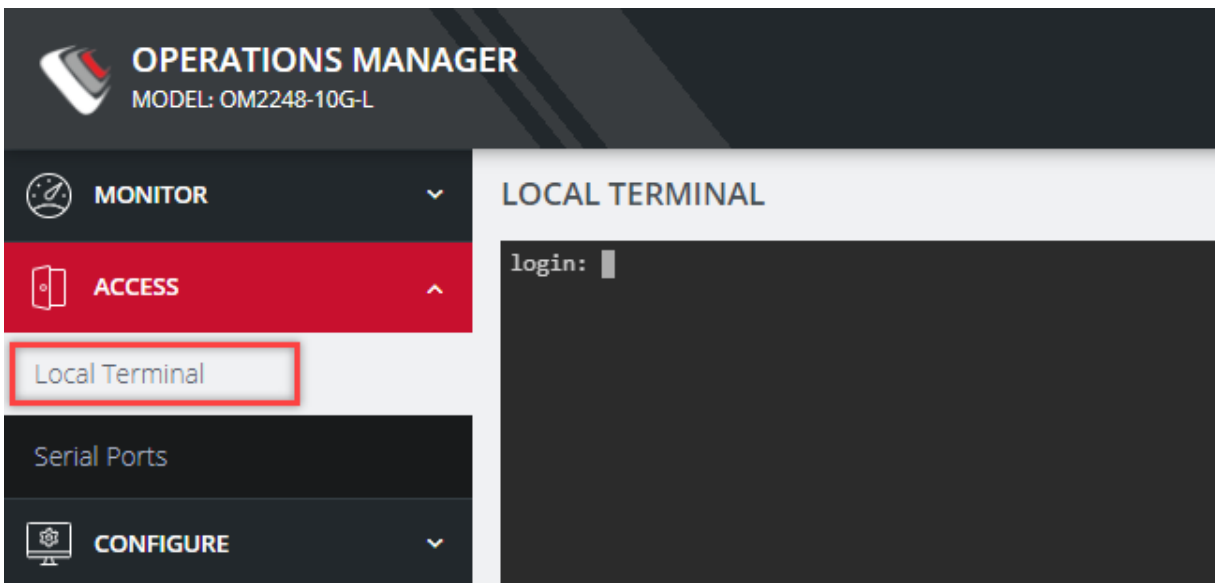 OPERATIONS MANAGER
MODEL: OM2248-10G-L
MONITOR
ACCESS
Local Terminal
Serial Ports
CONFIGURE
LOCAL TERMINAL
login: